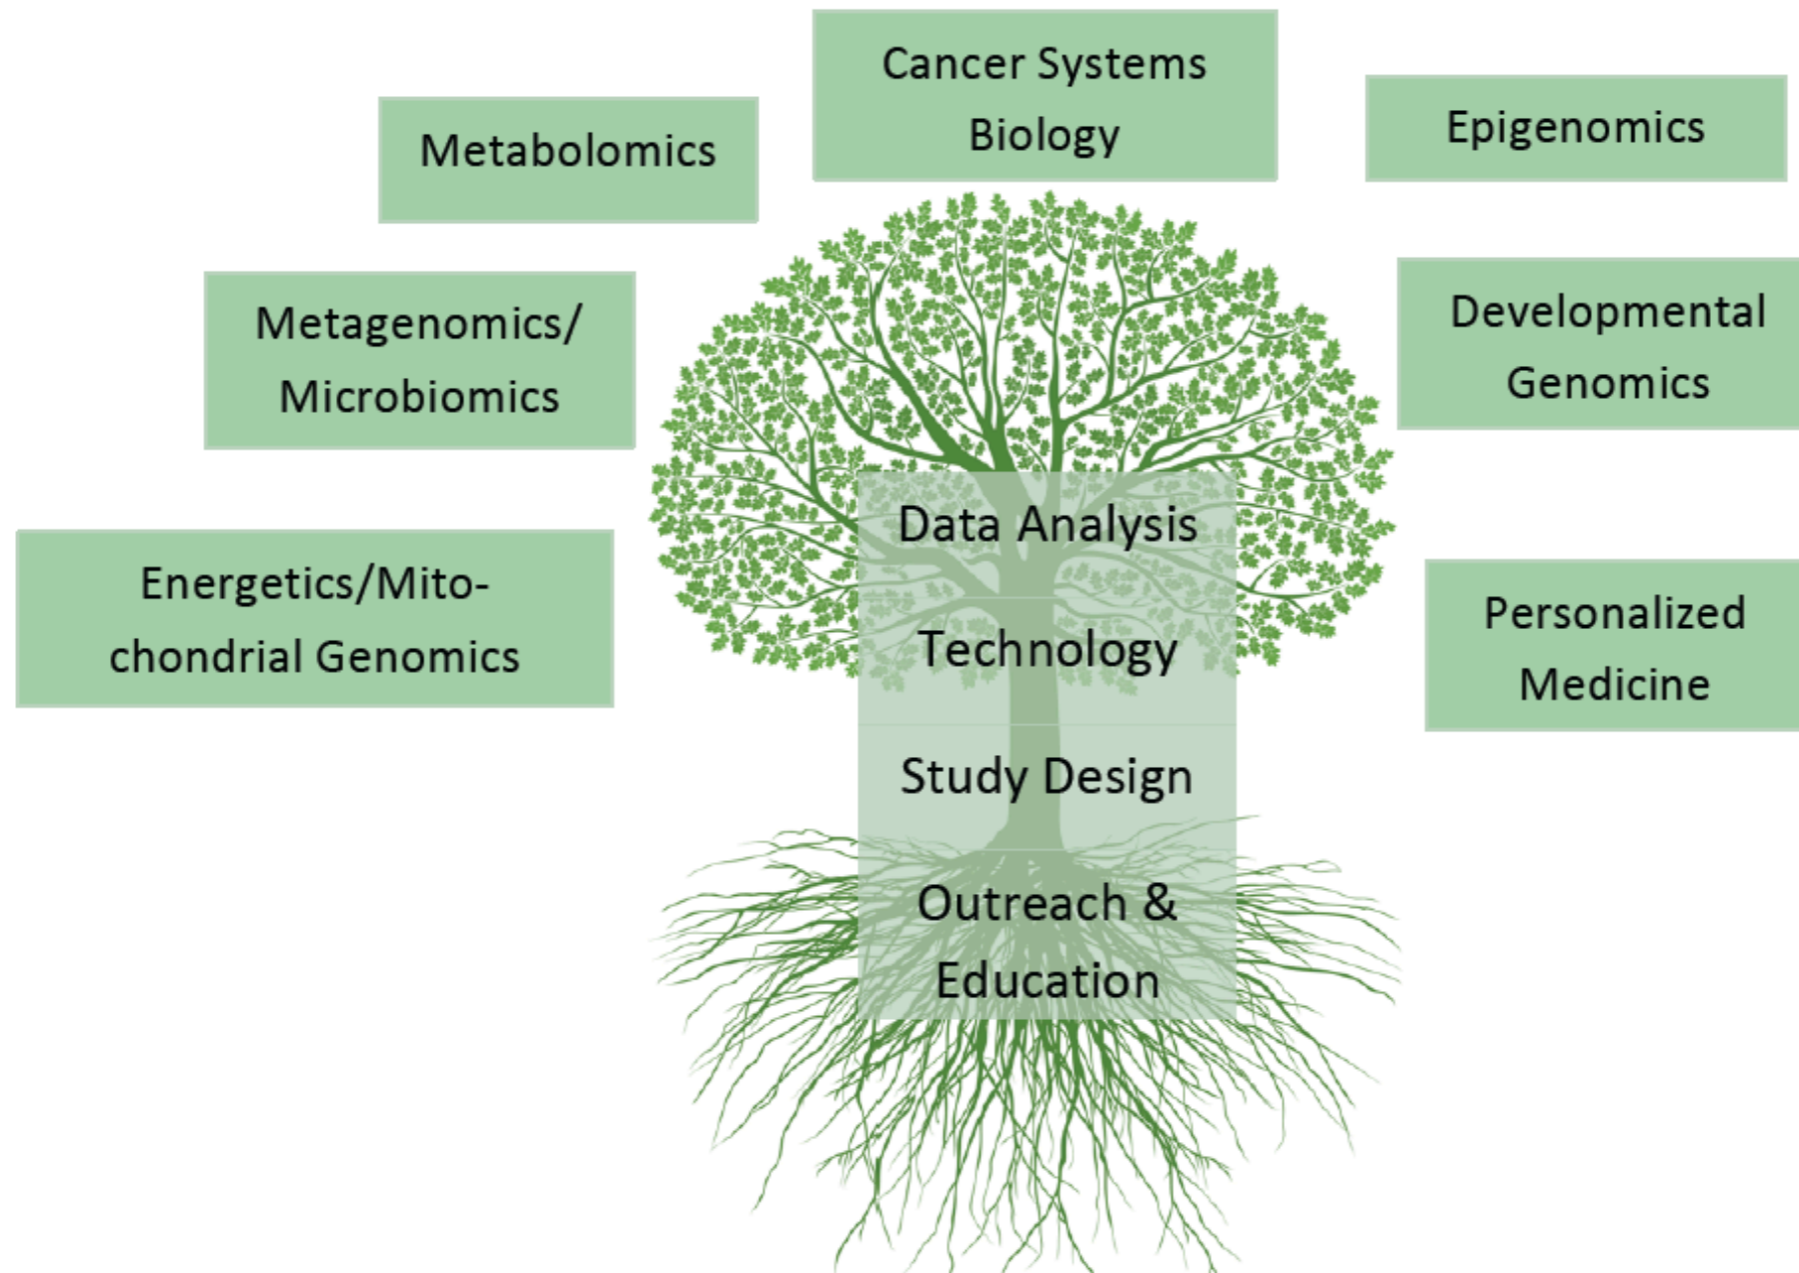 Cancer Systems
Biology
Metabolomics
Epigenomics
Metagenomics/
Microbiomics
Developmental
Genomics
Energetics/Mito-
chondrial Genomics
Personalized
Medicine
Data Analysis
Technology
Study Design
Outreach &
Education